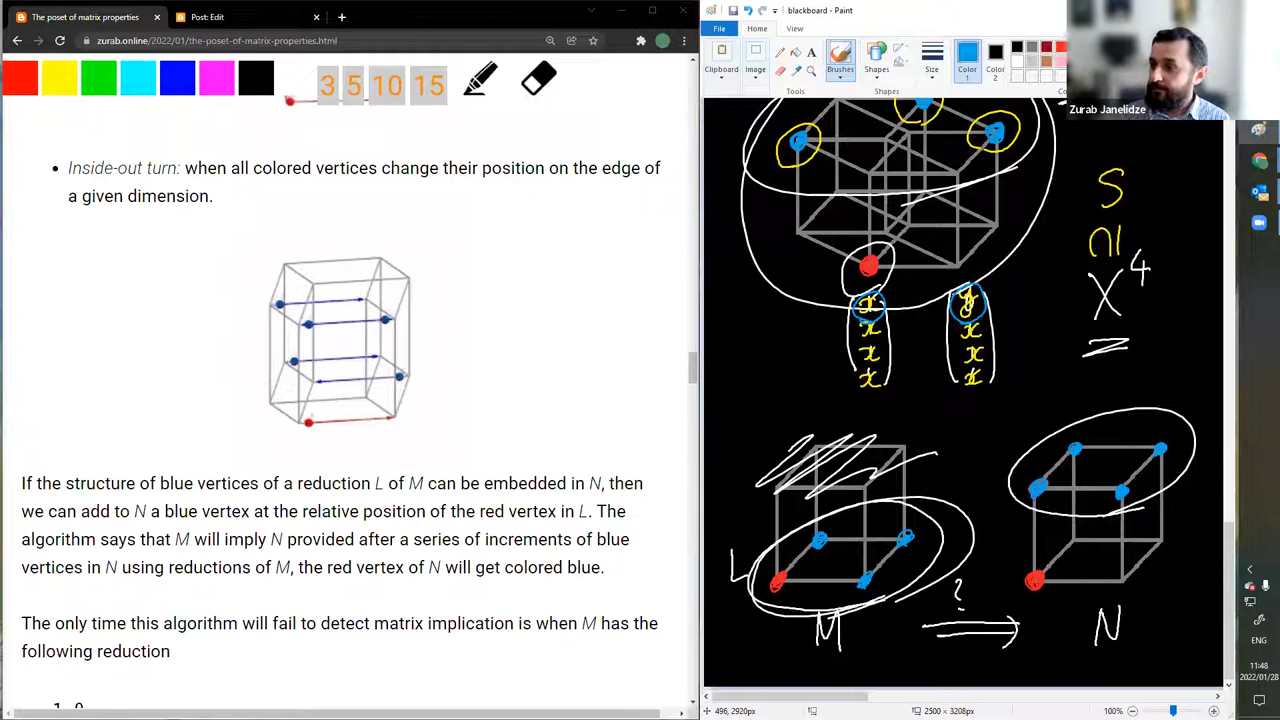 The poset of matrix properties
Post: Edit
zurab.online/2022/01/the-poset-of-matrix-properties.html
3 5 10 15
• Inside-out turn: when all colored vertices change their position on the edge of
a given dimension.
If the structure of blue vertices of a reduction L of M can be embedded in N, then
we can add to N a blue vertex at the relative position of the red vertex in L. The
algorithm says that M will imply N provided after a series of increments of blue
vertices in N using reductions of M, the red vertex of N will get colored blue.
The only time this algorithm will fail to detect matrix implication is when M has the
following reduction
1 0
blackboard - Paint
File Home View
Clipboard
Image
Tools
Brushes
Shapes
Shapes
Size
Color 1
Color 2
Zurab Janelidze
S
∩|
X⁴
x y
x x
x x
x x
L
?
M ⟹ N
496, 2920px
2500 × 3208px
100%
ENG
11:48
2022/01/28